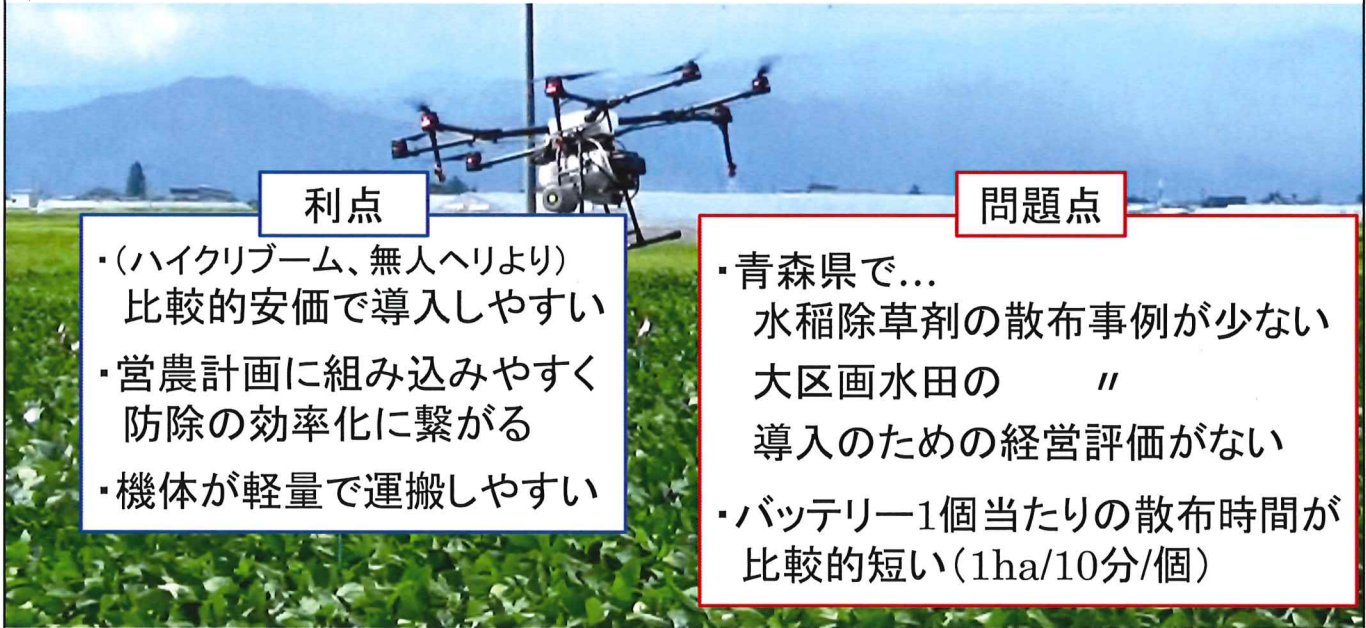 利点
・(ハイクリブーム、無人ヘリより)
比較的安価で導入しやすい
・営農計画に組み込みやすく
防除の効率化に繋がる
・機体が軽量で運搬しやすい
問題点
・青森県で…
水稲除草剤の散布事例が少ない
大区画水田の 〃
導入のための経営評価がない
・バッテリー1個当たりの散布時間が
比較的短い(1ha/10分/個)